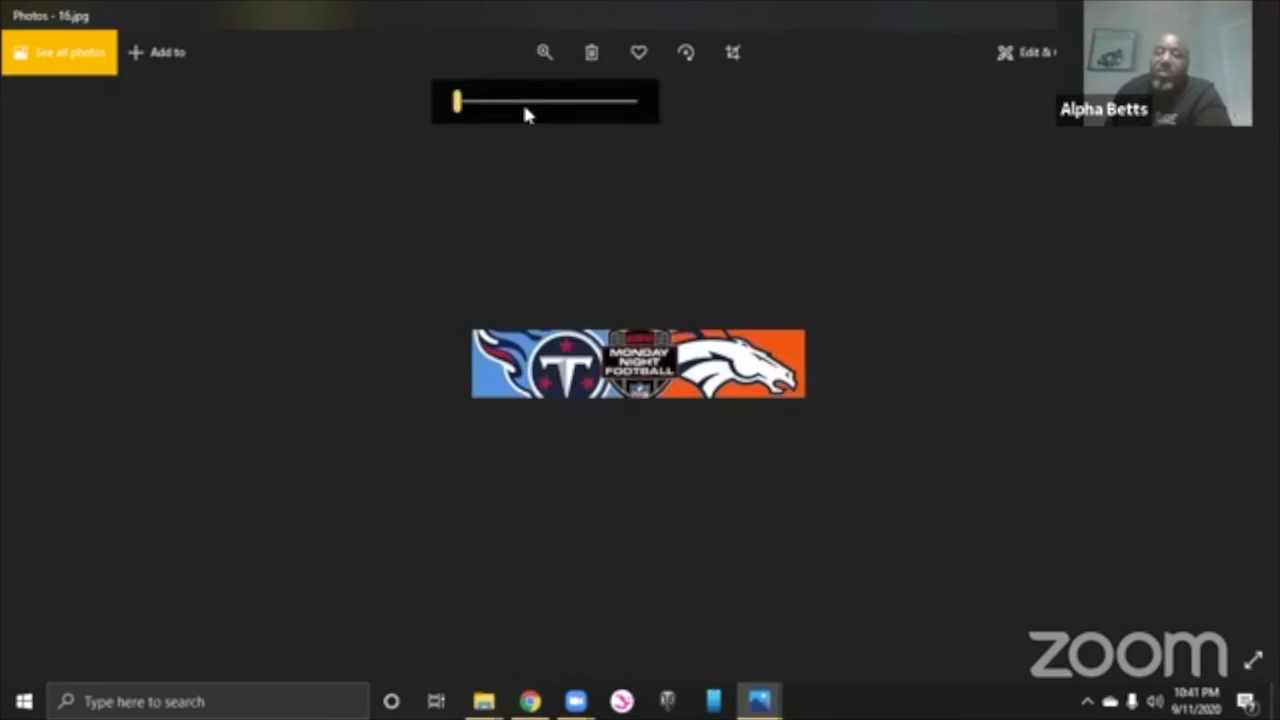 Photos - 16.jpg
See all photos
Add to
Edit &
Alpha Betts
MONDAY
NIGHT
FOOTBALL
T
zoom
Type here to search
10:41 PM
9/11/2020